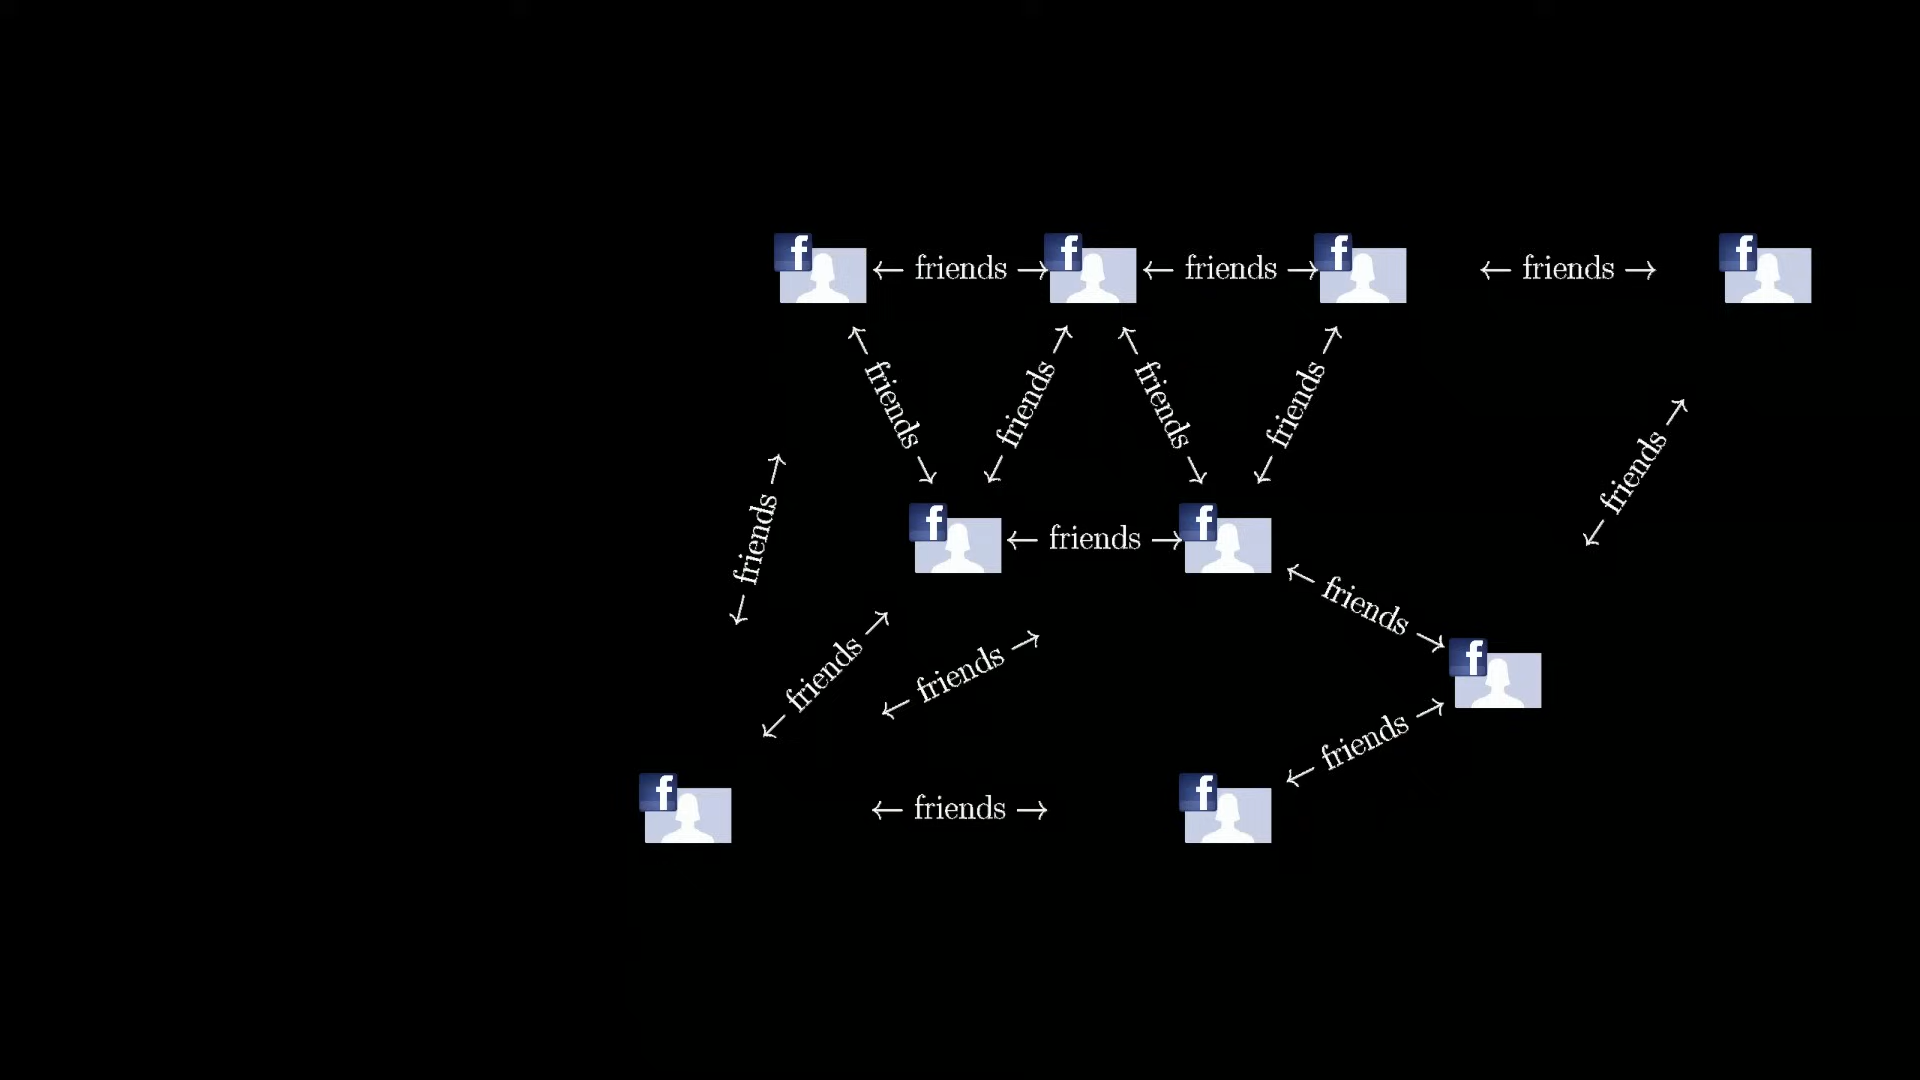 f ← friends → f ← friends → f ← friends → f
← friends → ← friends → ← friends → ← friends →
← friends →
← friends →
f ← friends → f
← friends → f
← friends → ← friends →
← friends →
f ← friends → f